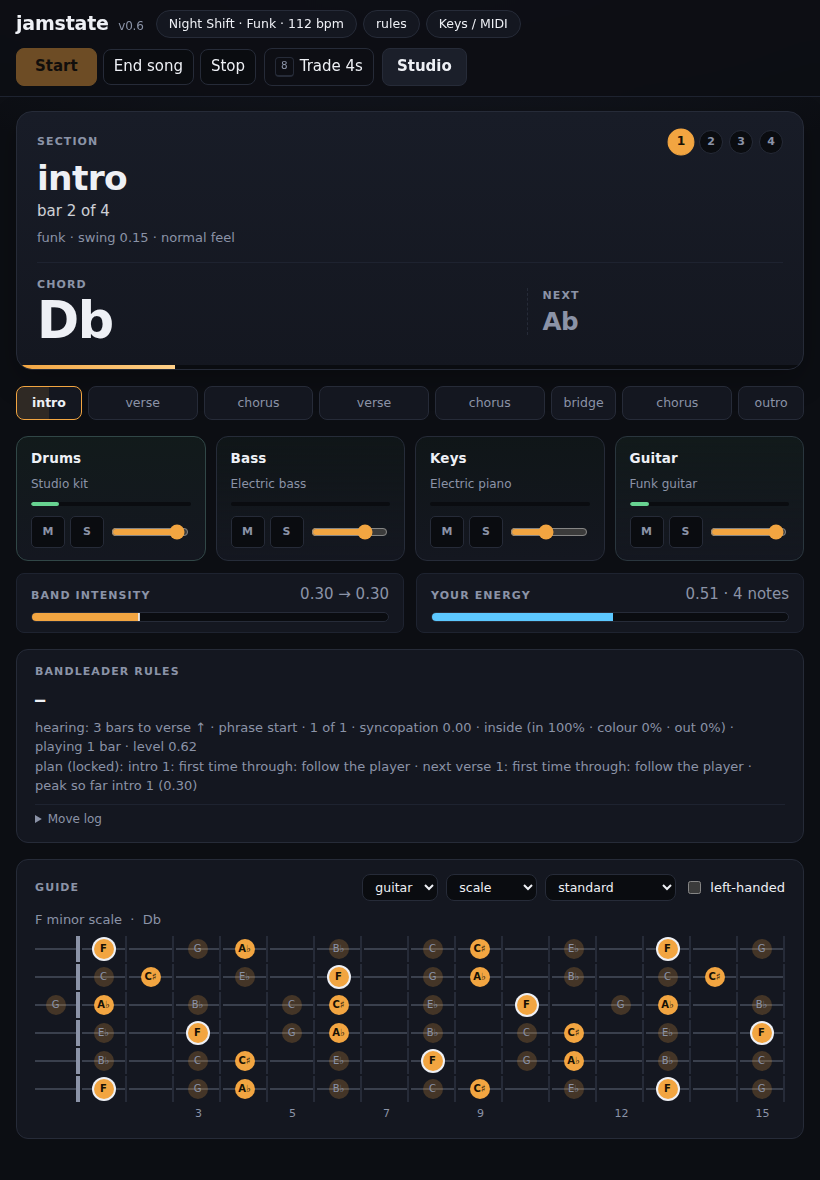 jamstate v0.6 Night Shift · Funk · 112 bpm rules Keys / MIDI
Start End song Stop 8 Trade 4s Studio
SECTION 1 2 3 4
intro
bar 2 of 4
funk · swing 0.15 · normal feel
CHORD
Db
NEXT
Ab
intro verse chorus verse chorus bridge chorus outro
Drums Bass Keys Guitar
Studio kit Electric bass Electric piano Funk guitar
M S M S M S M S
BAND INTENSITY 0.30 → 0.30 YOUR ENERGY 0.51 · 4 notes
BANDLEADER RULES
—
hearing: 3 bars to verse ↑ · phrase start · 1 of 1 · syncopation 0.00 · inside (in 100% · colour 0% · out 0%) ·
playing 1 bar · level 0.62
plan (locked): intro 1: first time through: follow the player · next verse 1: first time through: follow the player ·
peak so far intro 1 (0.30)
▶ Move log
GUIDE guitar scale standard left-handed
F minor scale · Db
F G A♭ B♭ C C♯ E♭ F G
C C♯ E♭ F G A♭ B♭ C C♯
G A♭ B♭ C C♯ E♭ F G A♭ B♭
E♭ F G A♭ B♭ C C♯ E♭ F
B♭ C C♯ E♭ F G A♭ B♭ C
F G A♭ B♭ C C♯ E♭ F G
3 5 7 9 12 15